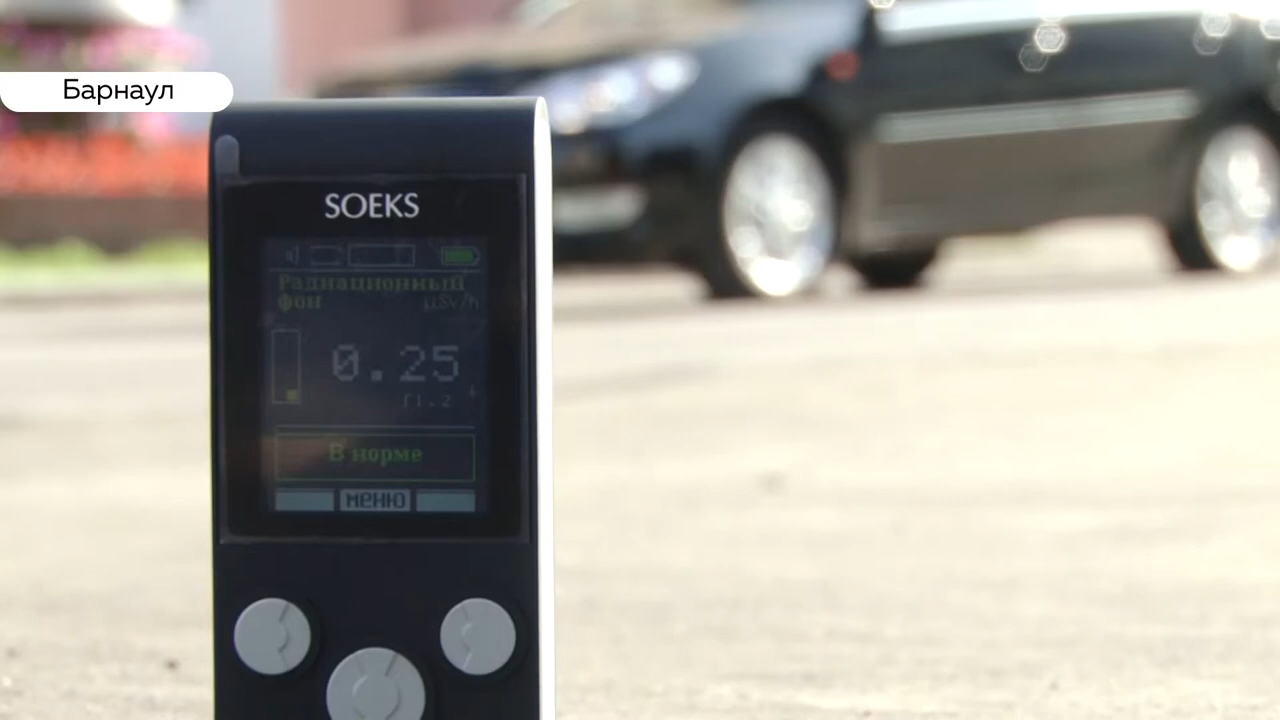 Барнаул
SOEKS
Радиационный
фон
µSv/h
0.25
В норме
меню